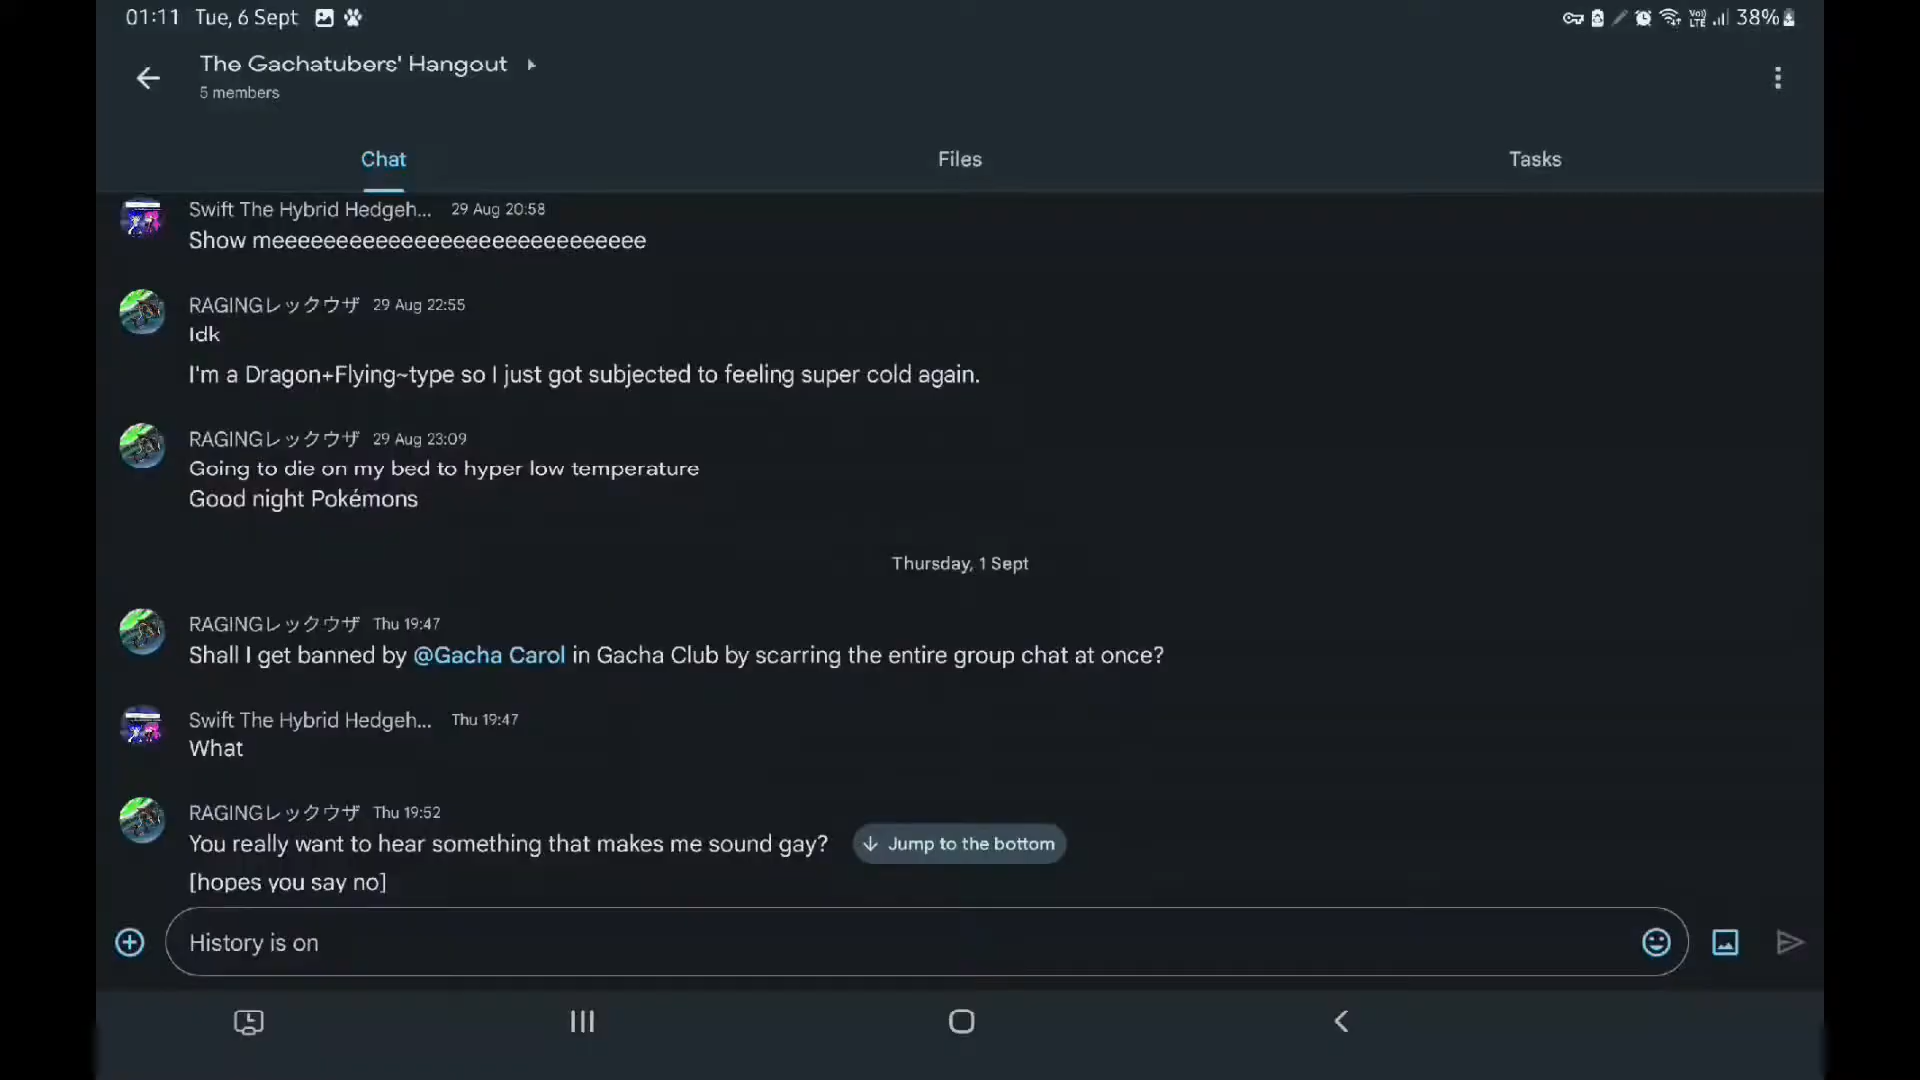 01:11 Tue, 6 Sept
38%
The Gachatubers' Hangout
5 members
Chat
Files
Tasks
Swift The Hybrid Hedgeh... 29 Aug 20:58
Show meeeeeeeeeeeeeeeeeeeeeeeeeeeee
RAGINGレックウザ 29 Aug 22:55
Idk
I'm a Dragon+Flying~type so I just got subjected to feeling super cold again.
RAGINGレックウザ 29 Aug 23:09
Going to die on my bed to hyper low temperature
Good night Pokémons
Thursday, 1 Sept
RAGINGレックウザ Thu 19:47
Shall I get banned by @Gacha Carol in Gacha Club by scarring the entire group chat at once?
Swift The Hybrid Hedgeh... Thu 19:47
What
RAGINGレックウザ Thu 19:52
You really want to hear something that makes me sound gay?
Jump to the bottom
[hopes you say no]
History is on